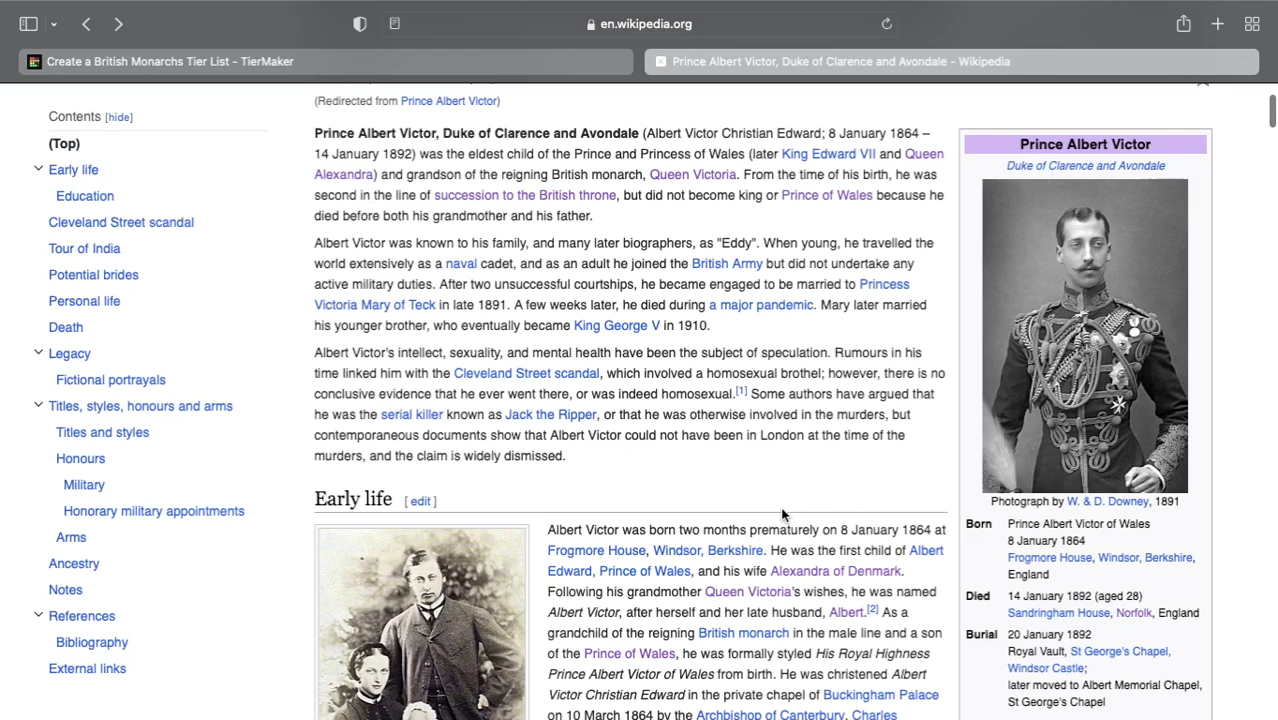 en.wikipedia.org
Create a British Monarchs Tier List - TierMaker
Prince Albert Victor, Duke of Clarence and Avondale - Wikipedia
Contents [hide]
(Top)
Early life
Education
Cleveland Street scandal
Tour of India
Potential brides
Personal life
Death
Legacy
Fictional portrayals
Titles, styles, honours and arms
Titles and styles
Honours
Military
Honorary military appointments
Arms
Ancestry
Notes
References
Bibliography
External links
(Redirected from Prince Albert Victor)
Prince Albert Victor, Duke of Clarence and Avondale (Albert Victor Christian Edward; 8 January 1864 –
14 January 1892) was the eldest child of the Prince and Princess of Wales (later King Edward VII and Queen
Alexandra) and grandson of the reigning British monarch, Queen Victoria. From the time of his birth, he was
second in the line of succession to the British throne, but did not become king or Prince of Wales because he
died before both his grandmother and his father.
Albert Victor was known to his family, and many later biographers, as "Eddy". When young, he travelled the
world extensively as a naval cadet, and as an adult he joined the British Army but did not undertake any
active military duties. After two unsuccessful courtships, he became engaged to be married to Princess
Victoria Mary of Teck in late 1891. A few weeks later, he died during a major pandemic. Mary later married
his younger brother, who eventually became King George V in 1910.
Albert Victor's intellect, sexuality, and mental health have been the subject of speculation. Rumours in his
time linked him with the Cleveland Street scandal, which involved a homosexual brothel; however, there is no
conclusive evidence that he ever went there, or was indeed homosexual.[1] Some authors have argued that
he was the serial killer known as Jack the Ripper, or that he was otherwise involved in the murders, but
contemporaneous documents show that Albert Victor could not have been in London at the time of the
murders, and the claim is widely dismissed.
Early life [ edit ]
Albert Victor was born two months prematurely on 8 January 1864 at
Frogmore House, Windsor, Berkshire. He was the first child of Albert
Edward, Prince of Wales, and his wife Alexandra of Denmark.
Following his grandmother Queen Victoria's wishes, he was named
Albert Victor, after herself and her late husband, Albert.[2] As a
grandchild of the reigning British monarch in the male line and a son
of the Prince of Wales, he was formally styled His Royal Highness
Prince Albert Victor of Wales from birth. He was christened Albert
Victor Christian Edward in the private chapel of Buckingham Palace
on 10 March 1864 by the Archbishop of Canterbury, Charles
Prince Albert Victor
Duke of Clarence and Avondale
Photograph by W. & D. Downey, 1891
Born Prince Albert Victor of Wales
8 January 1864
Frogmore House, Windsor, Berkshire,
England
Died 14 January 1892 (aged 28)
Sandringham House, Norfolk, England
Burial 20 January 1892
Royal Vault, St George's Chapel,
Windsor Castle;
later moved to Albert Memorial Chapel,
St George's Chapel